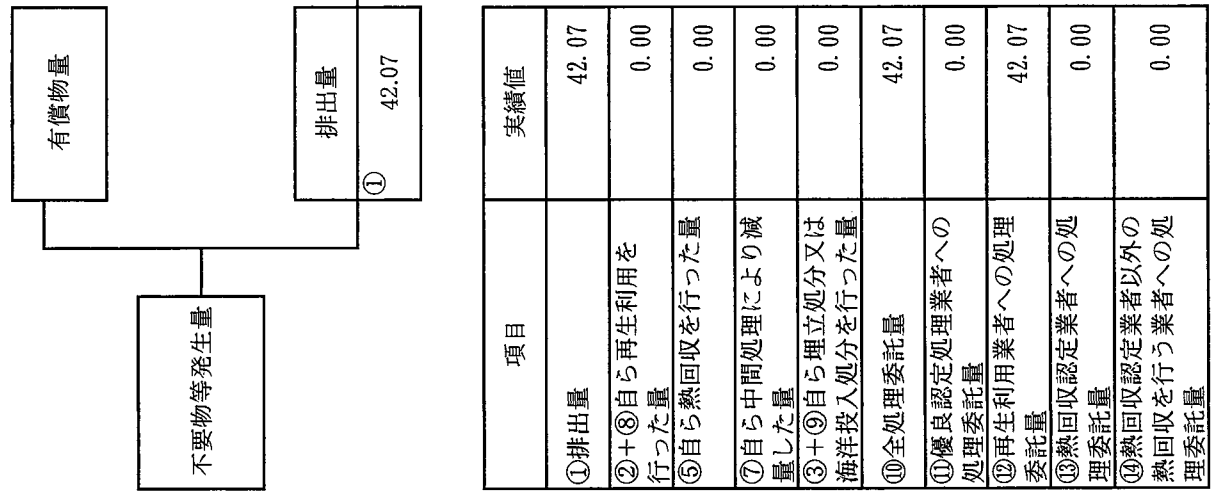 有償物量
不要物等発生量
排出量
① 42.07
項目 実績値
①排出量 42.07
②+⑧自ら再生利用を
行った量 0.00
⑤自ら熱回収を行った量 0.00
⑦自ら中間処理により減
量した量 0.00
③+⑨自ら埋立処分又は
海洋投入処分を行った量 0.00
⑩全処理委託量 42.07
⑪優良認定処理業者への
処理委託量 0.00
⑫再生利用業者への処理
委託量 42.07
⑬熱回収認定業者への処
理委託量 0.00
⑭熱回収認定業者以外の
熱回収を行う業者への処
理委託量 0.00